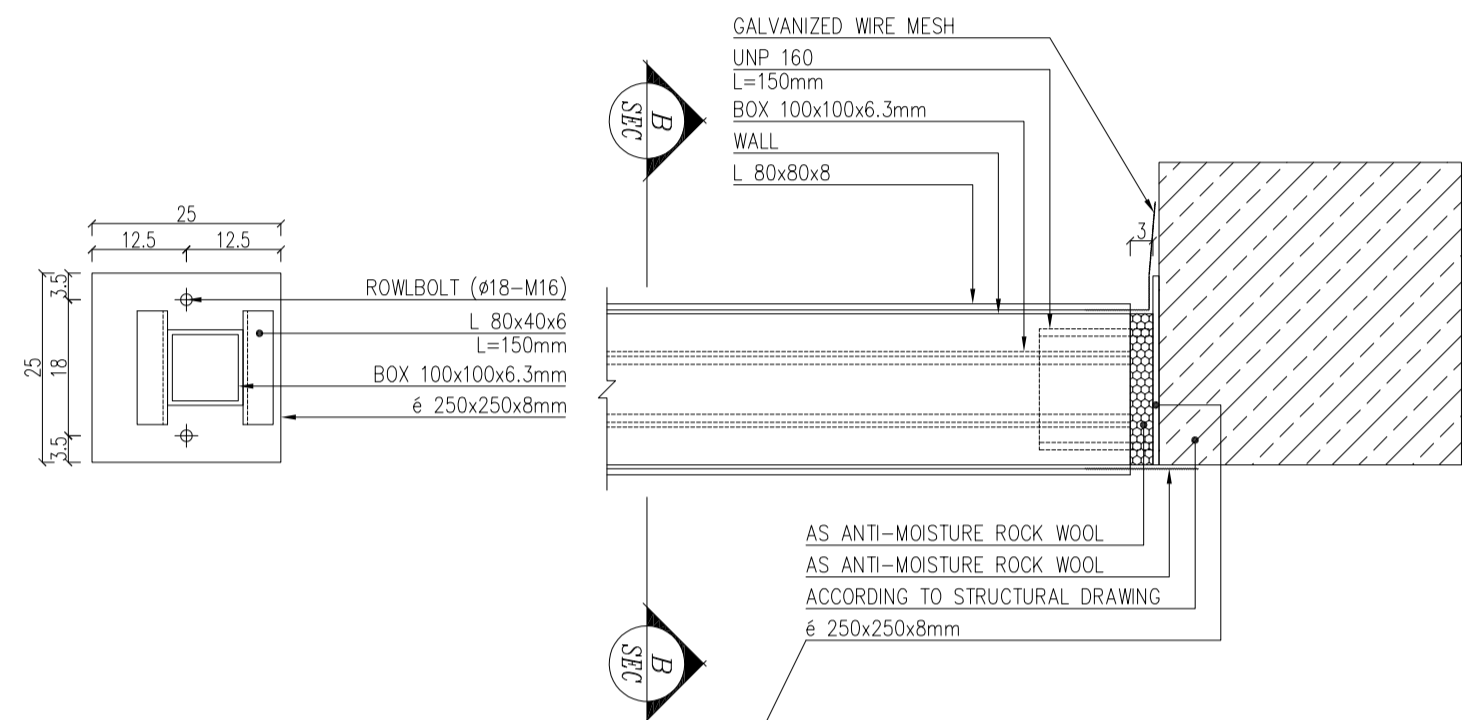 GALVANIZED WIRE MESH
UNP 160
L=150mm
BOX 100x100x6.3mm
WALL
L 80x80x8
B
SEC
3
25
12.5
12.5
3.5
25
18
3.5
ROWLBOLT (ø18-M16)
L 80x40x6
L=150mm
BOX 100x100x6.3mm
é 250x250x8mm
AS ANTI-MOISTURE ROCK WOOL
AS ANTI-MOISTURE ROCK WOOL
ACCORDING TO STRUCTURAL DRAWING
é 250x250x8mm
B
SEC